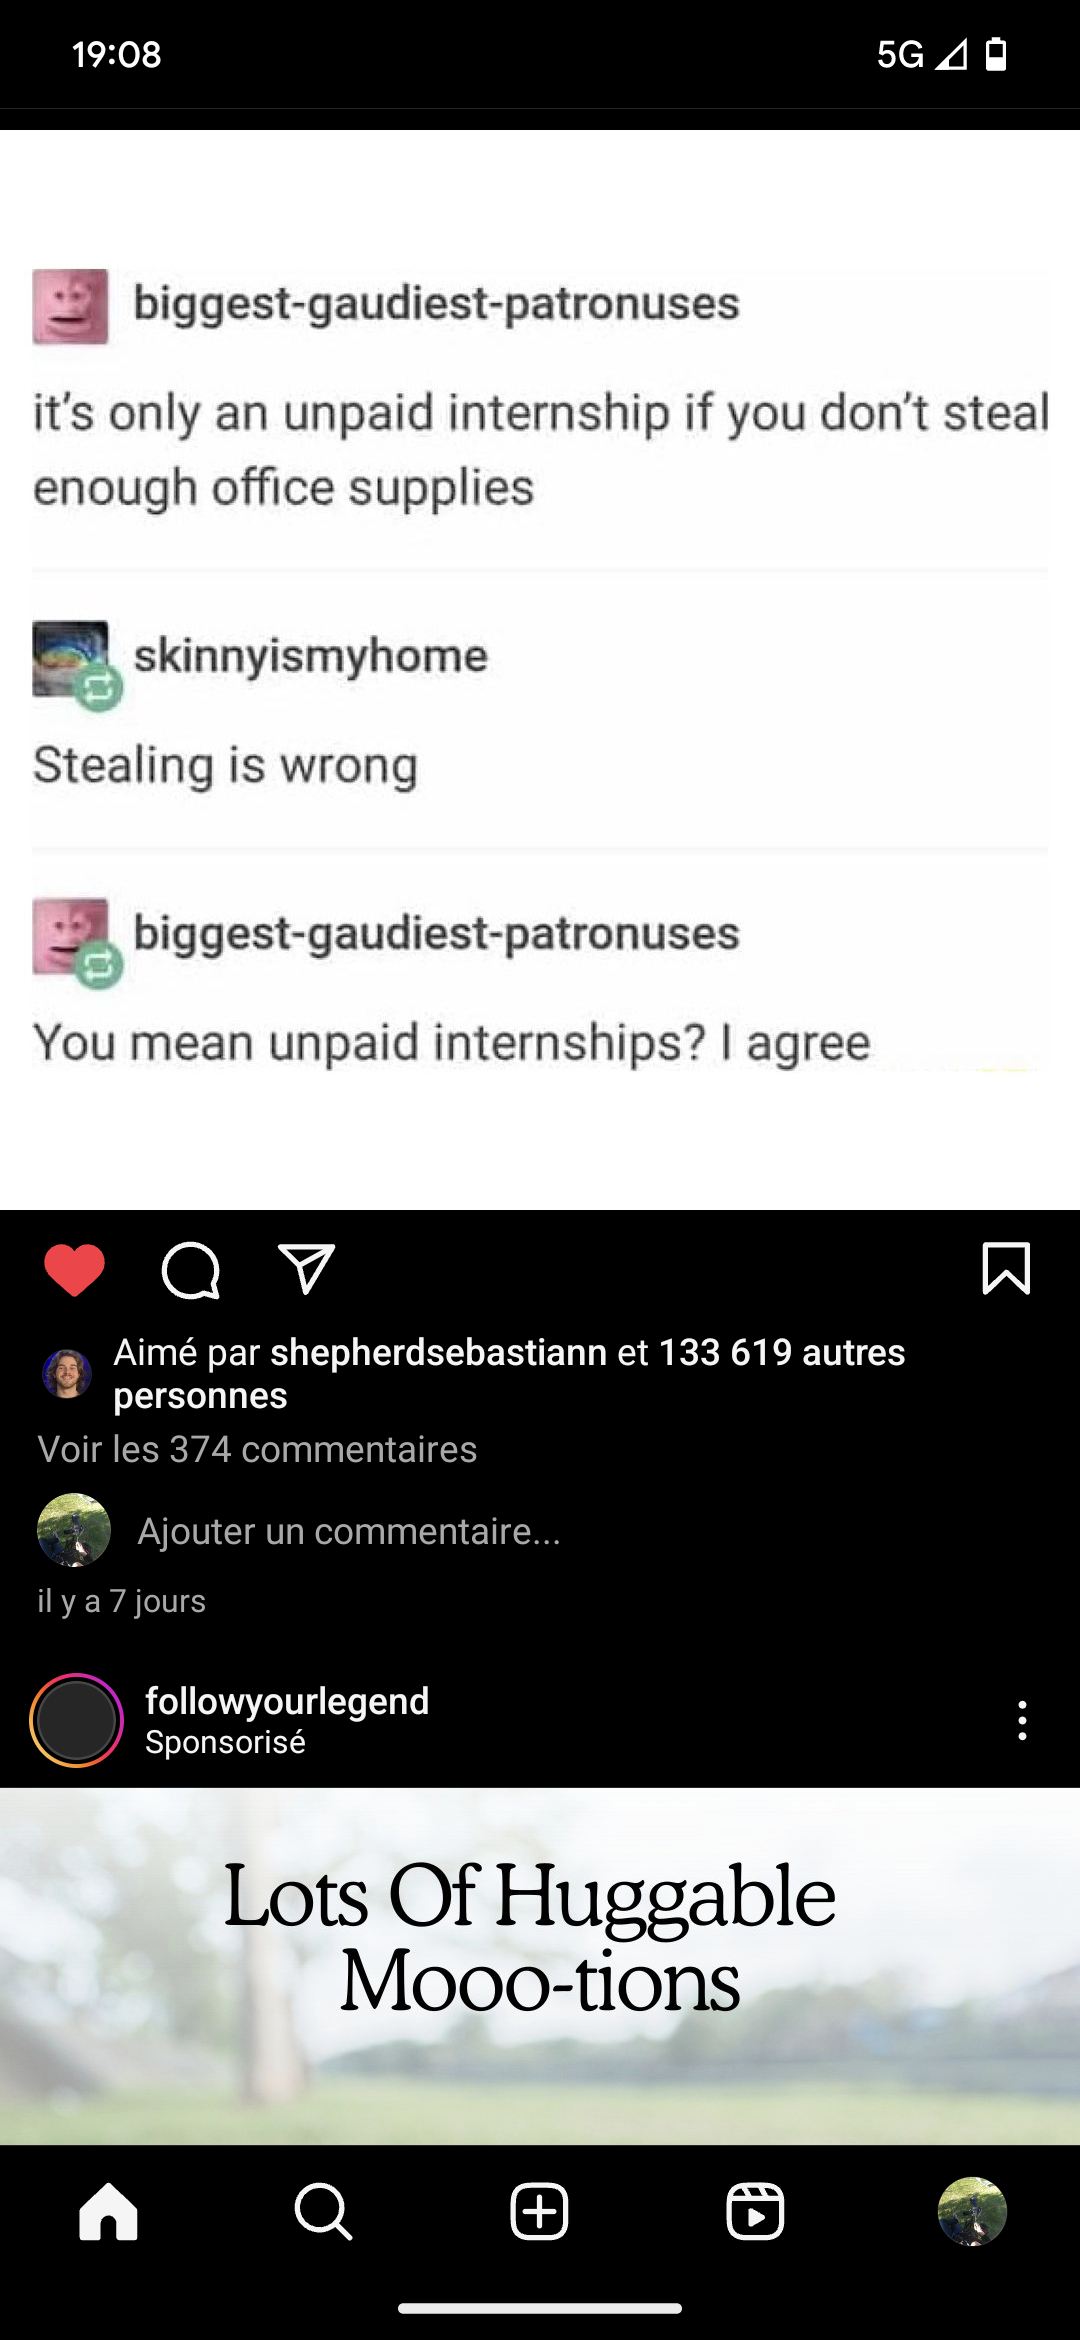 19:08
5G
biggest-gaudiest-patronuses
it's only an unpaid internship if you don't steal
enough office supplies
skinnyismyhome
Stealing is wrong
biggest-gaudiest-patronuses
You mean unpaid internships? I agree
Aimé par shepherdsebastiann et 133 619 autres
personnes
Voir les 374 commentaires
Ajouter un commentaire...
il y a 7 jours
followyourlegend
Sponsorisé
Lots Of Huggable
Mooo-tions